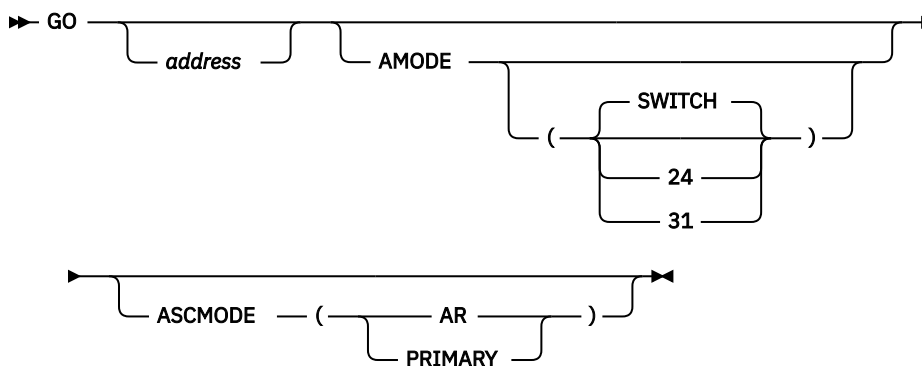 GO
address AMODE
SWITCH
( )
24
31
ASCMODE ( AR )
PRIMARY